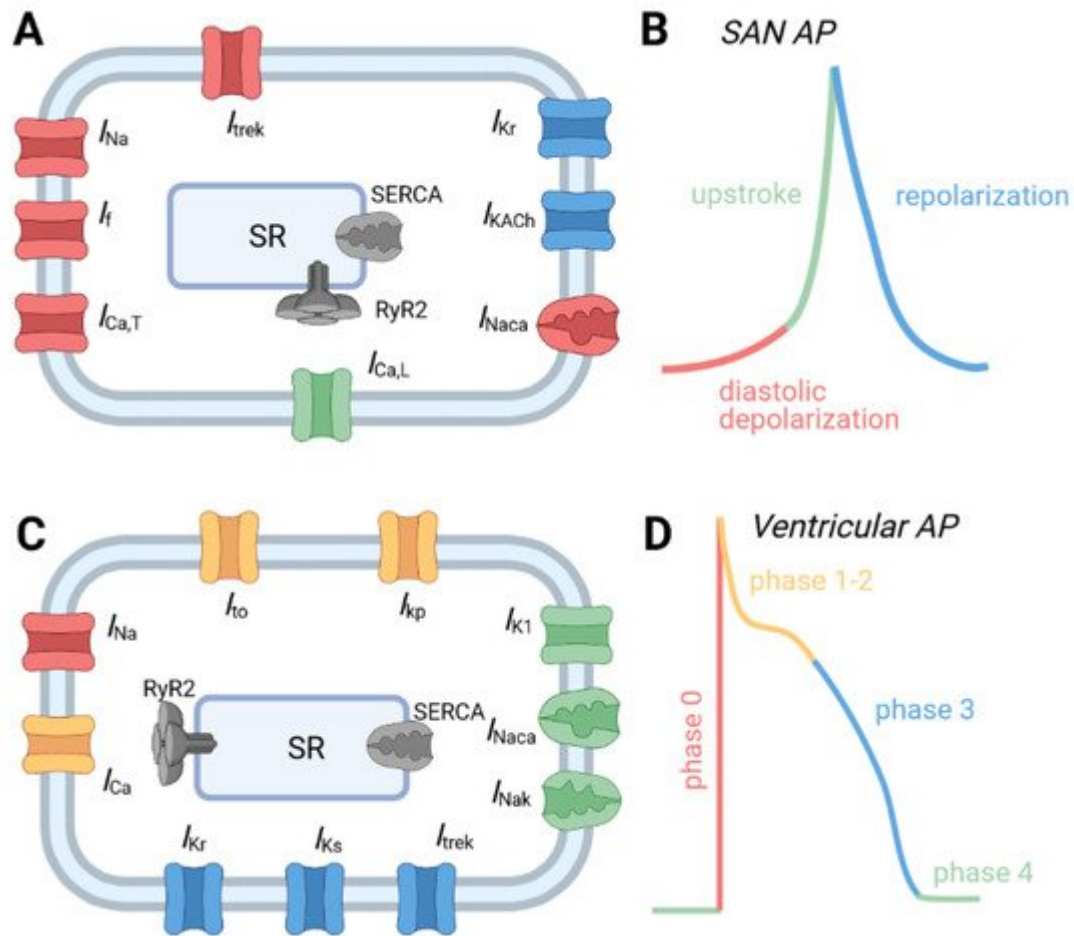 A
I_Na
I_trek
I_Kr
I_f
SERCA
I_KACh
SR
I_Ca,T
RyR2
I_Naca
I_Ca,L
B
SAN AP
upstroke
repolarization
diastolic
depolarization
C
I_to
I_kp
I_Na
I_K1
RyR2
SERCA
I_Naca
SR
I_Ca
I_Nak
I_Kr
I_Ks
I_trek
D
Ventricular AP
phase 1-2
phase 0
phase 3
phase 4